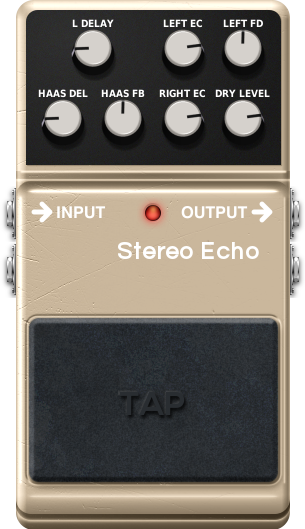 L DELAY LEFT EC LEFT FD
HAAS DEL HAAS FB RIGHT EC DRY LEVEL
INPUT OUTPUT
Stereo Echo
TAP